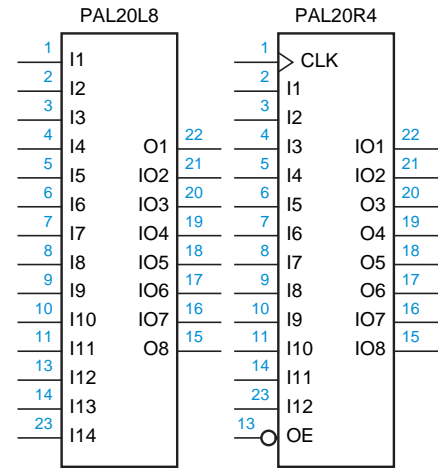 PAL20L8 PAL20R4
1 I1 1 CLK
2 I2 2 I1
3 I3 3 I2
4 I4 O1 22 4 I3 IO1 22
5 I5 IO2 21 5 I4 IO2 21
6 I6 IO3 20 6 I5 O3 20
7 I7 IO4 19 7 I6 O4 19
8 I8 IO5 18 8 I7 O5 18
9 I9 IO6 17 9 I8 O6 17
10 I10 IO7 16 10 I9 IO7 16
11 I11 O8 15 11 I10 IO8 15
13 I12 14 I11
14 I13 23 I12
23 I14 13 OE